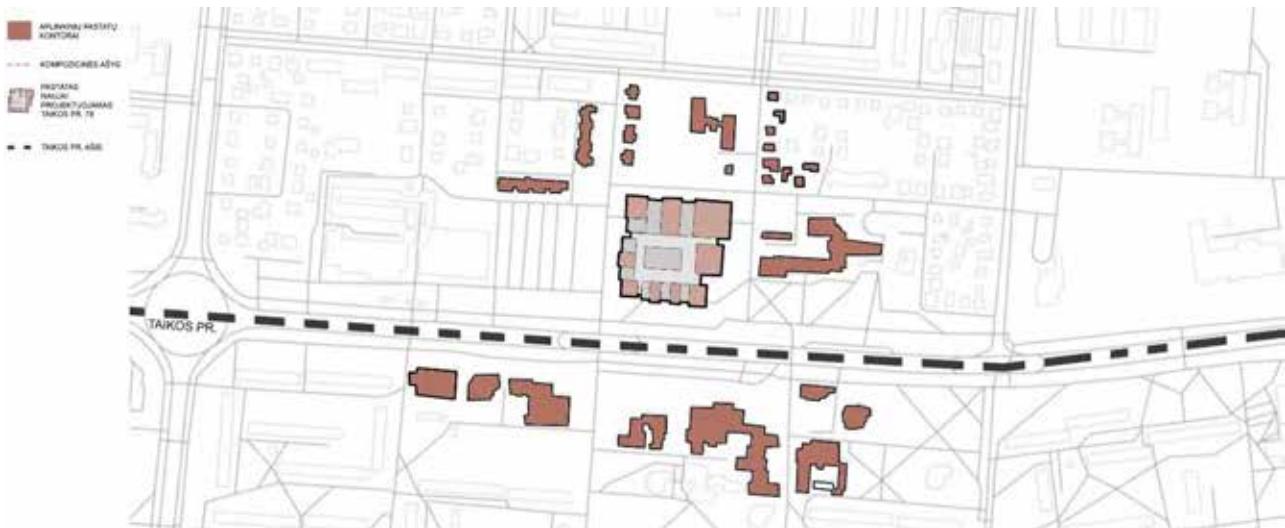 APLINKINIŲ PASTATŲ
KONTŪRAI
KOMPOZICINĖS AŠYS
PASTATAS
NAUJAI
PROJEKTUOJAMAS
TAIKOS PR. 78
TAIKOS PR. AŠIS
TAIKOS PR.